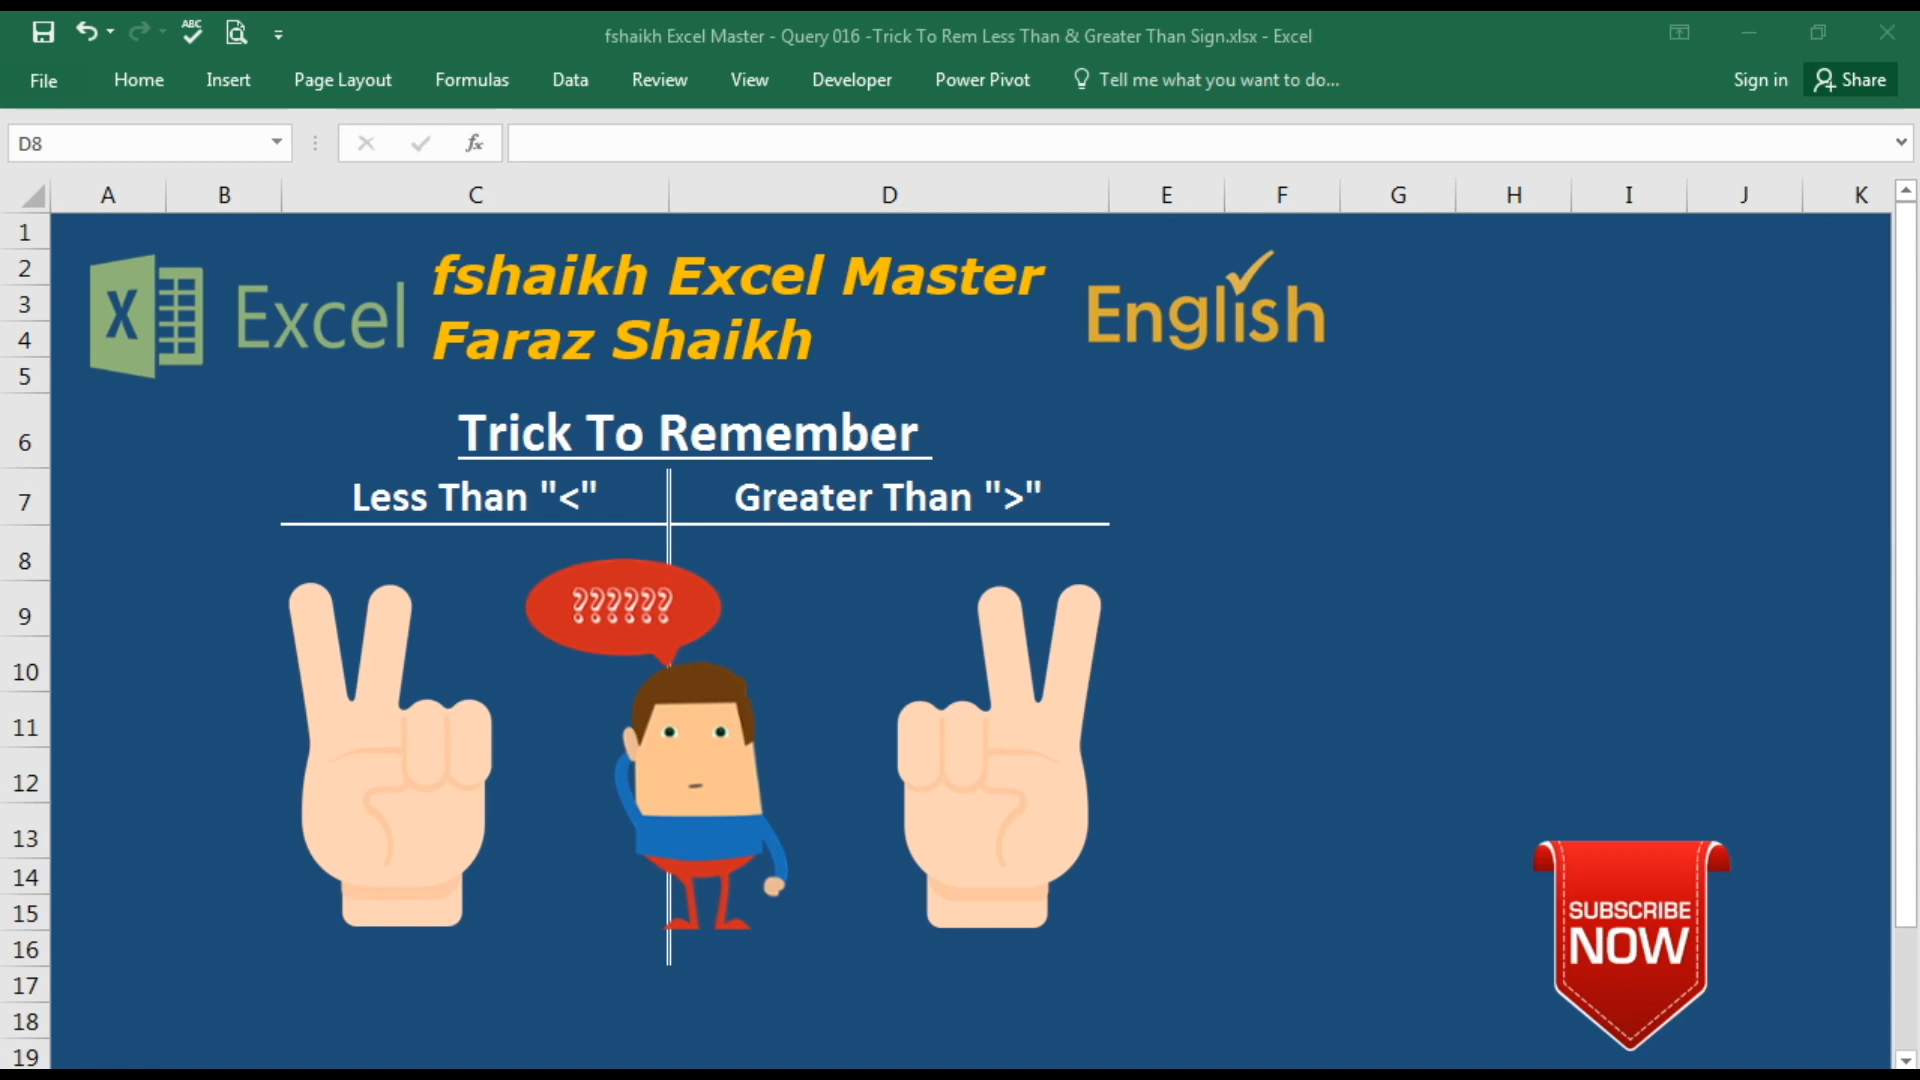 ABC
fshaikh Excel Master - Query 016 -Trick To Rem Less Than & Greater Than Sign.xlsx - Excel
File Home Insert Page Layout Formulas Data Review View Developer Power Pivot Tell me what you want to do... Sign in Share
D8 fx
A B C D E F G H I J K
1
2
3
4
5
6
7
8
9
10
11
12
13
14
15
16
17
18
19
X Excel
fshaikh Excel Master
Faraz Shaikh
English
Trick To Remember
Less Than "<" Greater Than ">"
??????
SUBSCRIBE
NOW